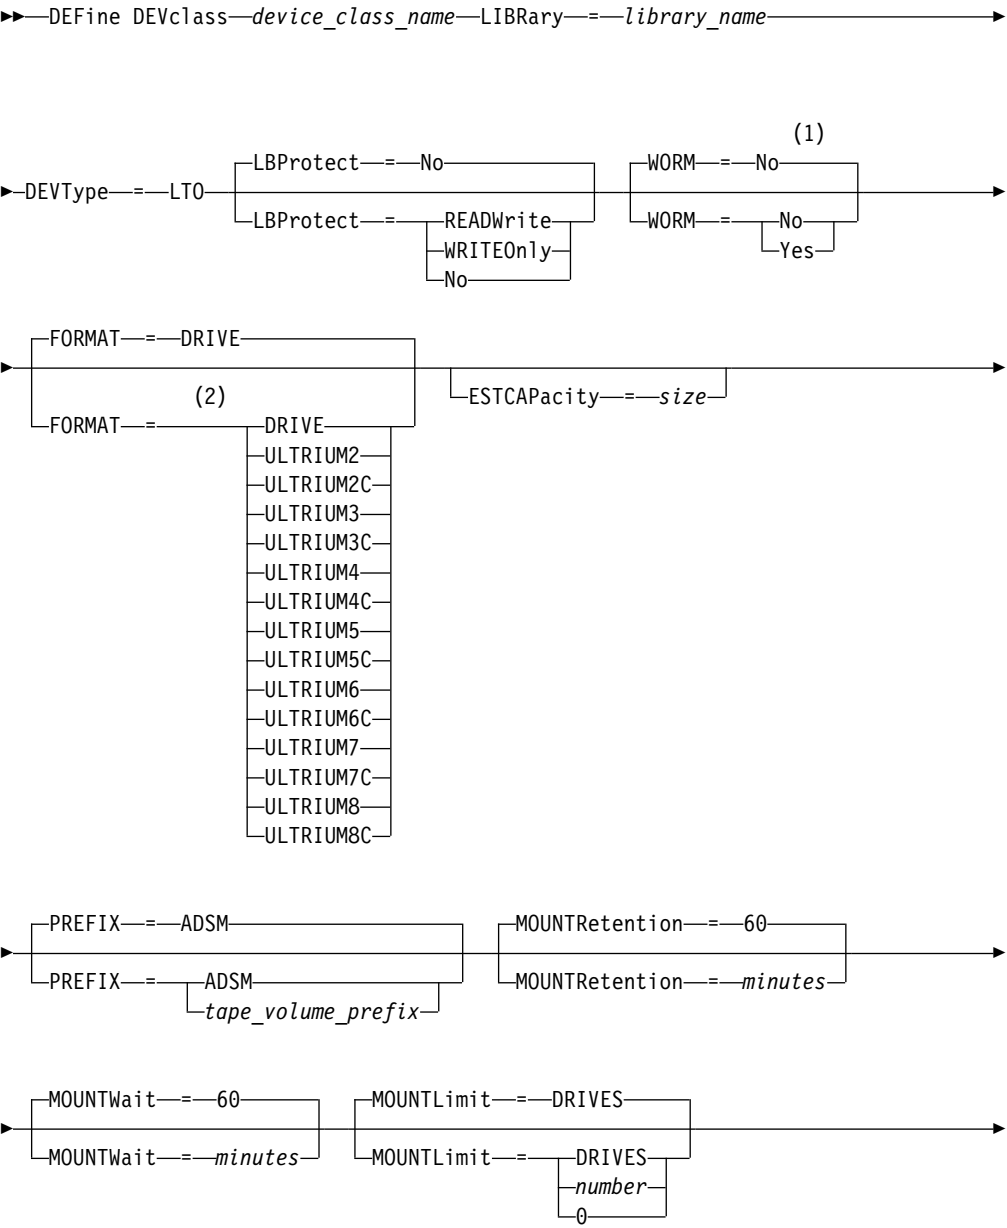 DEFine DEVclass device_class_name LIBRary = library_name
(1)
LBProtect = No WORM = No
DEVType = LTO
LBProtect = READWrite WORM = No
WRITEOnly Yes
No
FORMAT = DRIVE
ESTCAPacity = size
(2)
FORMAT = DRIVE
ULTRIUM2
ULTRIUM2C
ULTRIUM3
ULTRIUM3C
ULTRIUM4
ULTRIUM4C
ULTRIUM5
ULTRIUM5C
ULTRIUM6
ULTRIUM6C
ULTRIUM7
ULTRIUM7C
ULTRIUM8
ULTRIUM8C
PREFIX = ADSM MOUNTRetention = 60
PREFIX = ADSM MOUNTRetention = minutes
tape_volume_prefix
MOUNTWait = 60 MOUNTLimit = DRIVES
MOUNTWait = minutes MOUNTLimit = DRIVES
number
0